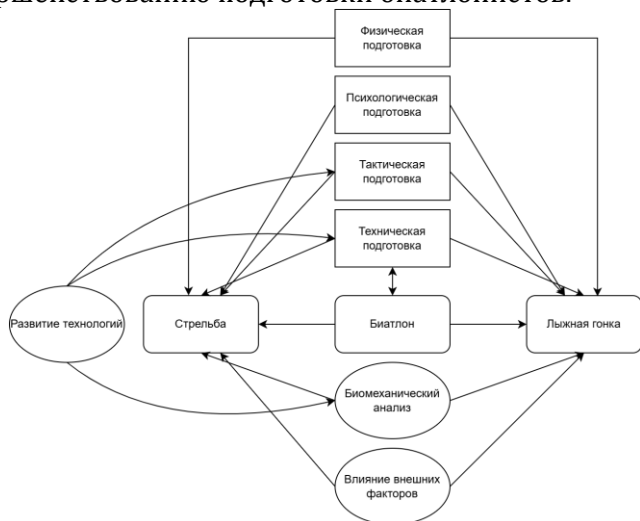 ершенствованию подготовки биатлонистов.
Физическая
подготовка
Психологическая
подготовка
Тактическая
подготовка
Техническая
подготовка
Развитие технологий
Стрельба
Биатлон
Лыжная гонка
Биомеханический
анализ
Влияние внешних
факторов